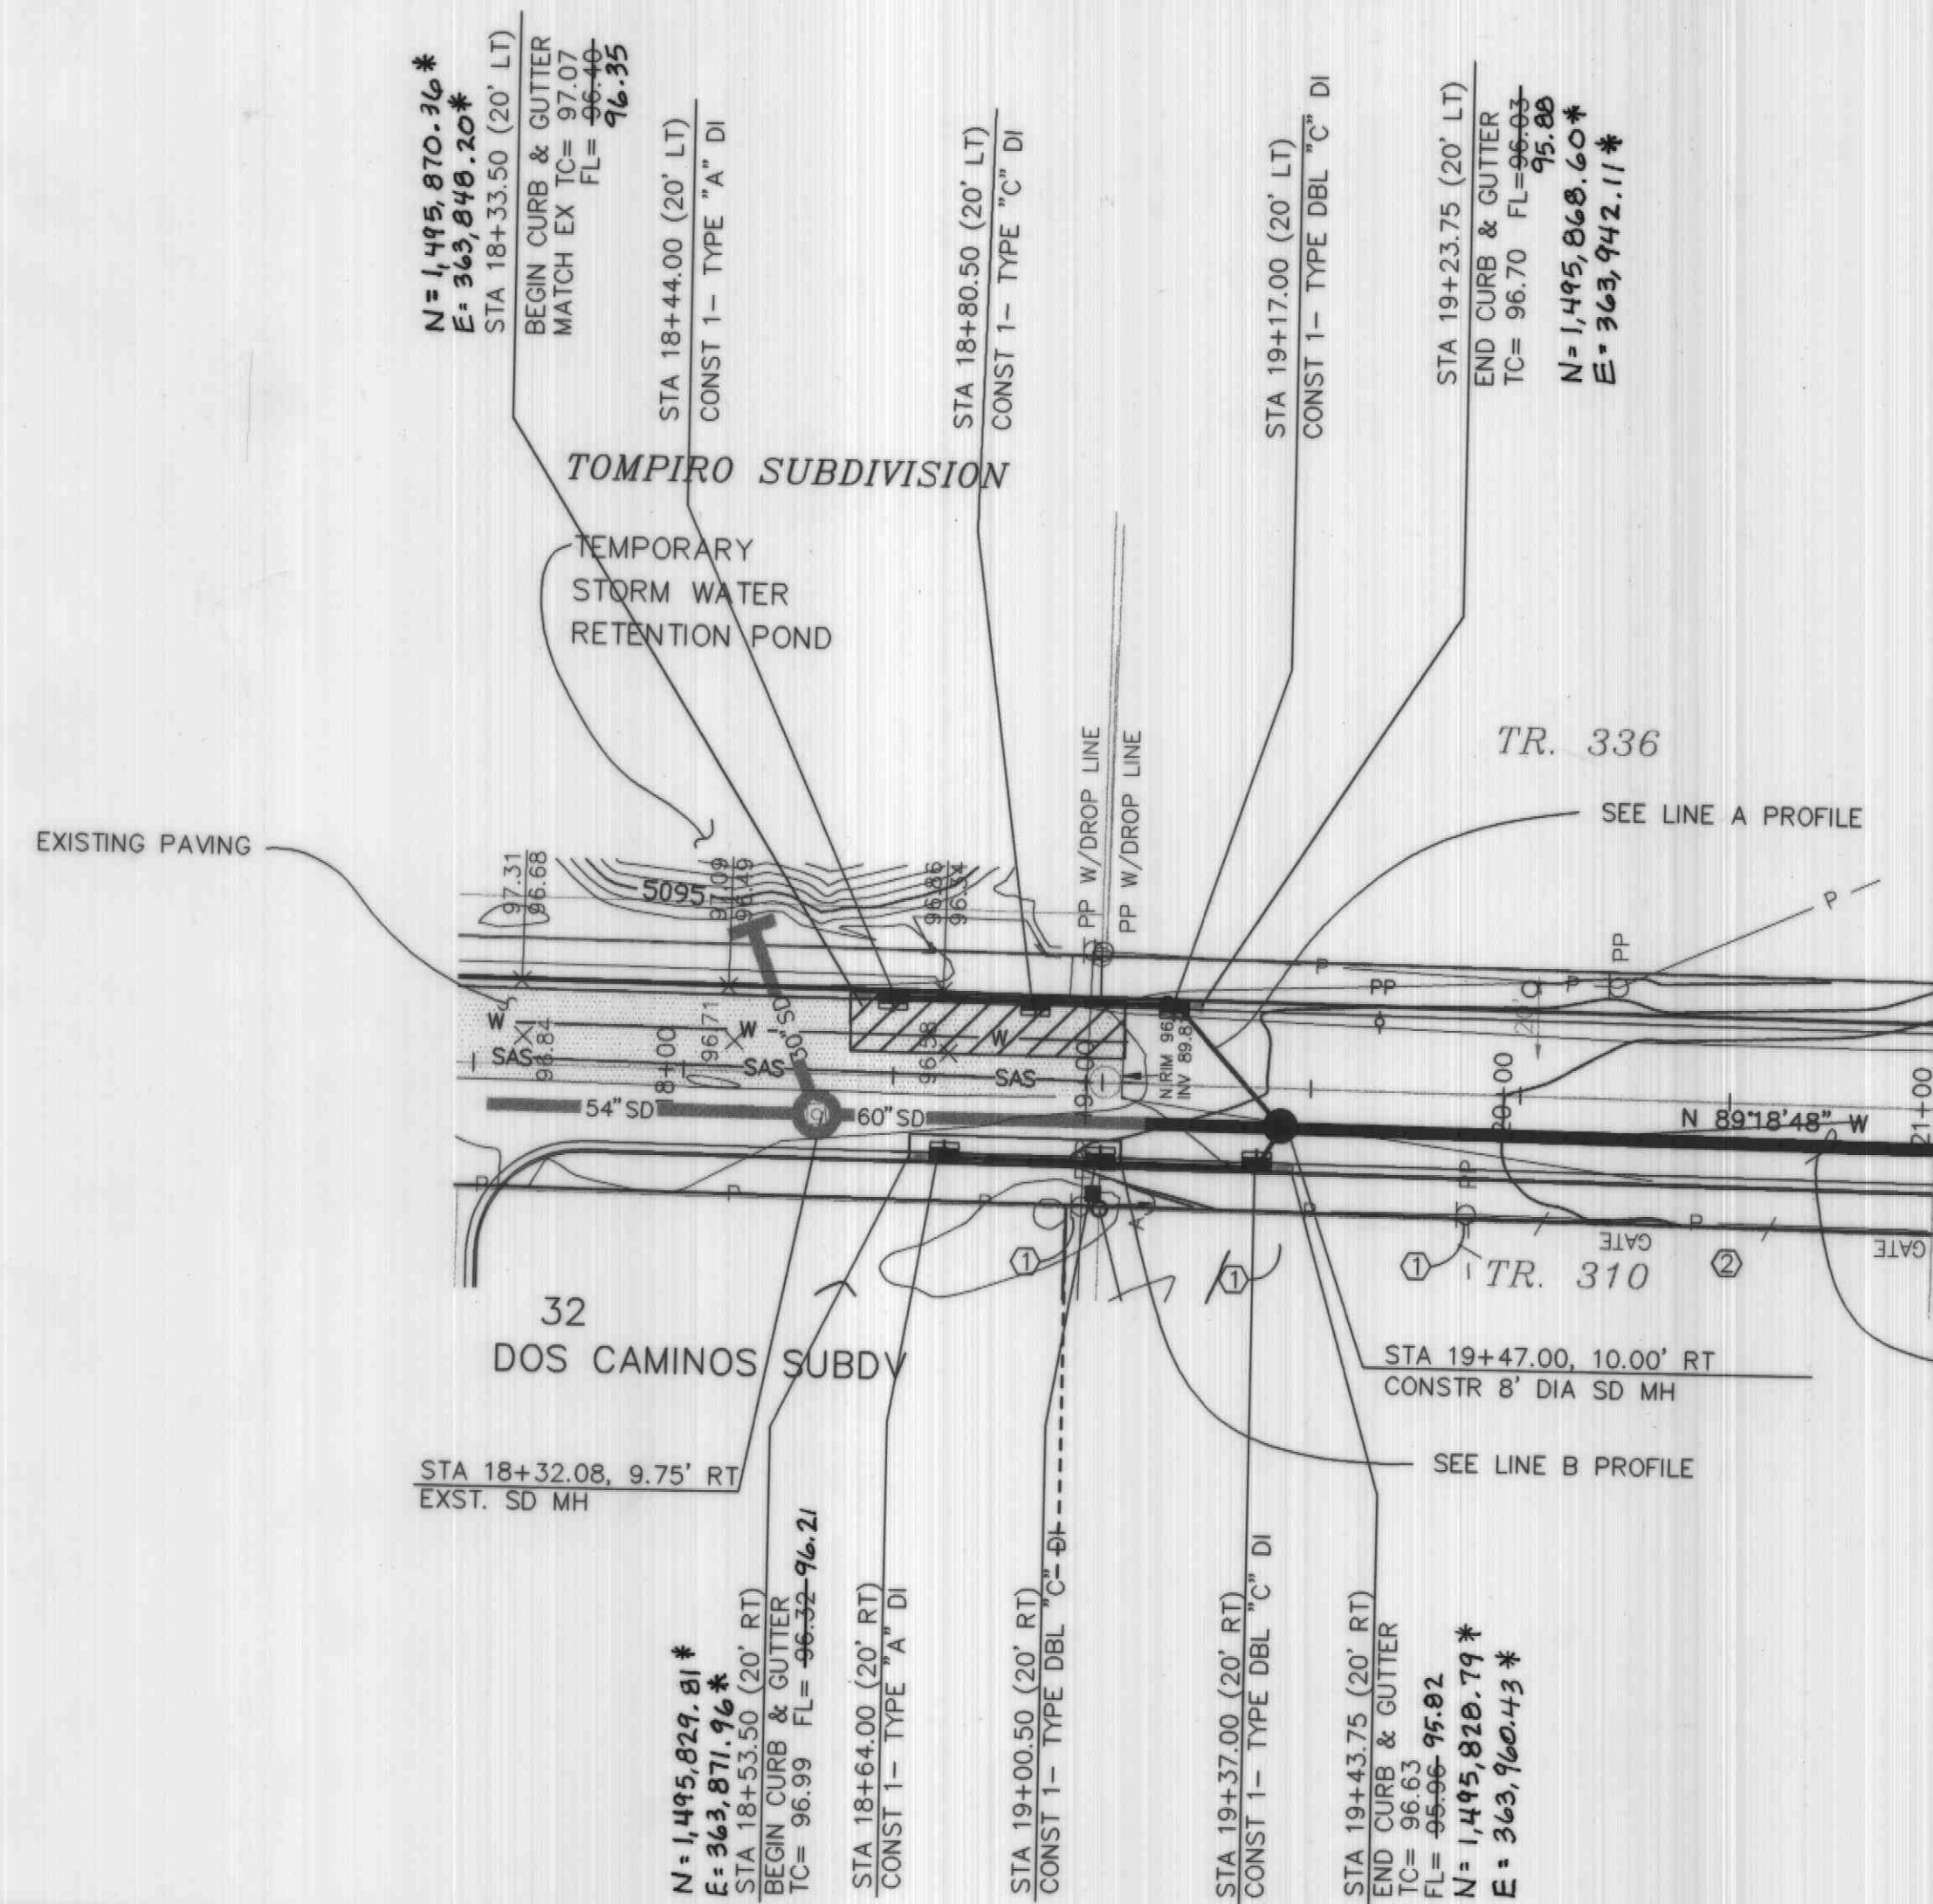 N = 1,495,870.36*
E = 363,848.20*
STA 18+33.50 (20' LT)
BEGIN CURB & GUTTER
MATCH EX TC= 97.07
FL= 96.40
96.35
STA 18+44.00 (20' LT)
CONST 1– TYPE "A" DI
STA 18+80.50 (20' LT)
CONST 1– TYPE "C" DI
STA 19+17.00 (20' LT)
CONST 1– TYPE DBL "C" DI
STA 19+23.75 (20' LT)
END CURB & GUTTER
TC= 96.70 FL=96.03
95.88
N = 1,495,868.60*
E = 363,942.11*
TOMPIRO SUBDIVISION
TEMPORARY
STORM WATER
RETENTION POND
PP W/DROP LINE
PP W/DROP LINE
TR. 336
SEE LINE A PROFILE
EXISTING PAVING
97.31
96.68
5095
97.09
96.49
96.86
96.34
P
PP
P
PP
P
W
96.84
96.71
W
30" SD
96.58
W
SAS
18+00
SAS
SAS
19+00
INV 89.8
20'
20+00
21+00
54" SD
60" SD
N 89°18'48" W
P
P
P
A
P
PP
P
GATE
GATE
1
1
1
2
TR. 310
32
DOS CAMINOS SUBDV
STA 19+47.00, 10.00' RT
CONSTR 8' DIA SD MH
SEE LINE B PROFILE
STA 18+32.08, 9.75' RT
EXST. SD MH
N = 1,495,829.81*
E = 363,871.96*
STA 18+53.50 (20' RT)
BEGIN CURB & GUTTER
TC= 96.99 FL= 96.32 96.21
STA 18+64.00 (20' RT)
CONST 1– TYPE "A" DI
STA 19+00.50 (20' RT)
CONST 1– TYPE DBL "C" DI
STA 19+37.00 (20' RT)
CONST 1– TYPE DBL "C" DI
STA 19+43.75 (20' RT)
END CURB & GUTTER
TC= 96.63
FL= 95.96 95.82
N = 1,495,828.79*
E = 363,960.43*